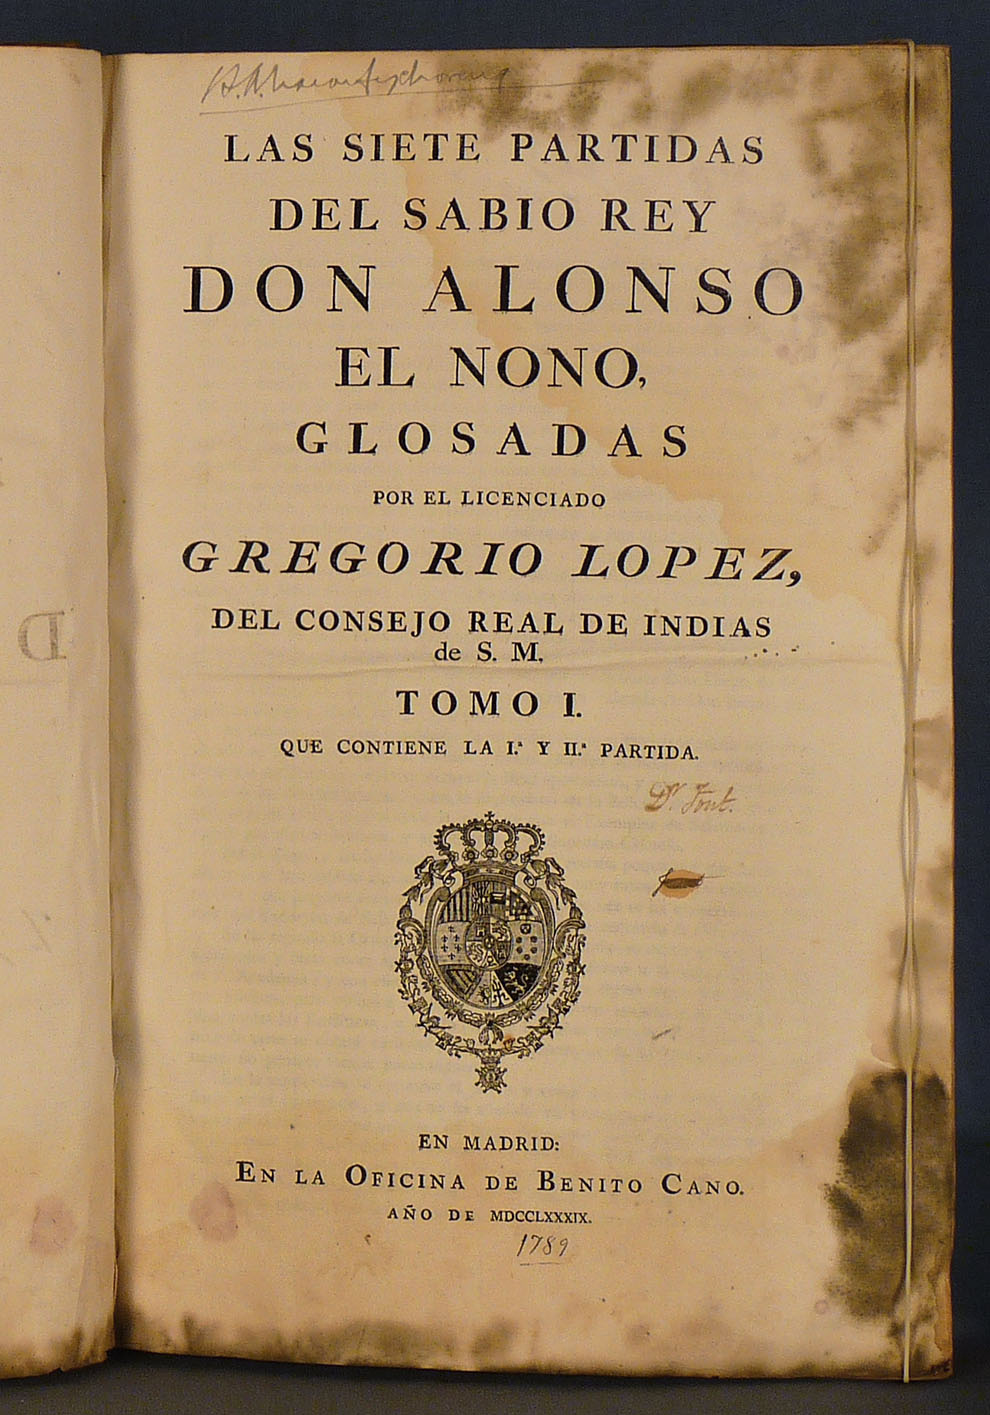 LAS SIETE PARTIDAS
DEL SABIO REY
DON ALONSO
EL NONO,
GLOSADAS
POR EL LICENCIADO
GREGORIO LOPEZ,
DEL CONSEJO REAL DE INDIAS
de S. M.
TOMO I.
QUE CONTIENE LA I.ª Y II.ª PARTIDA.
Dr. Font.
EN MADRID:
EN LA OFICINA DE BENITO CANO.
AÑO DE MDCCLXXXIX.
1789